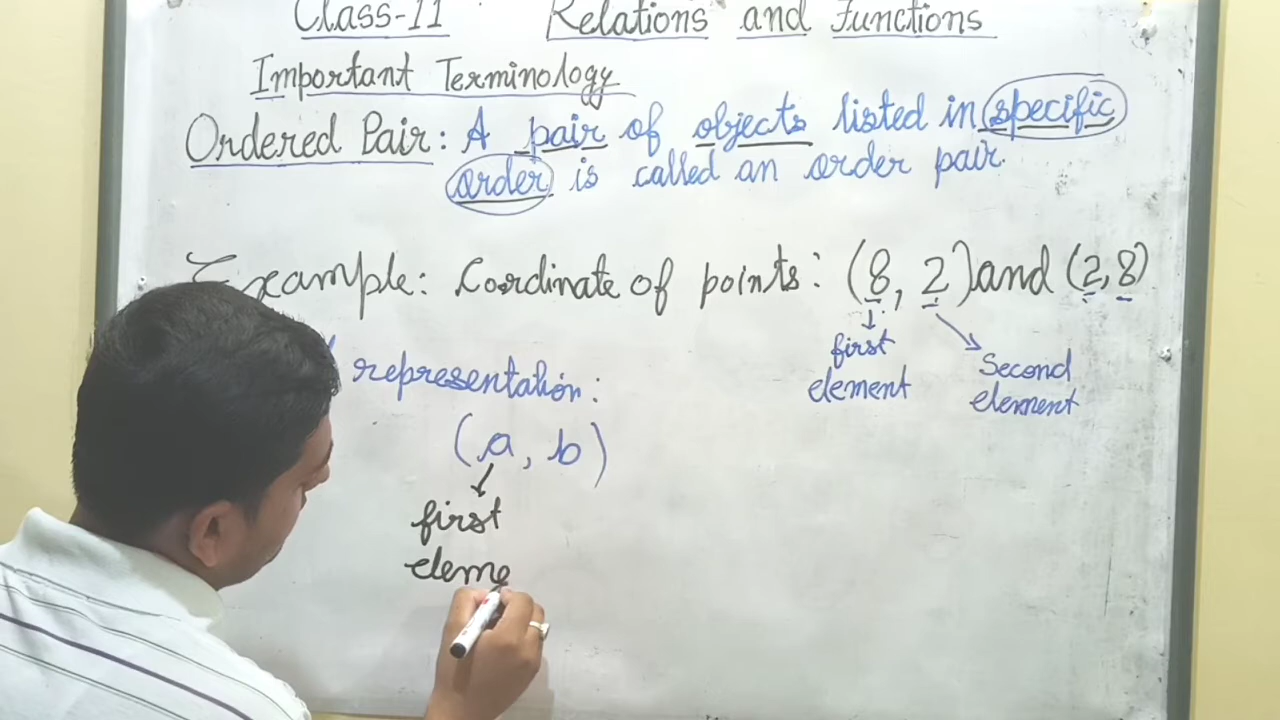 Class-11 Relations and Functions
Important Terminology
Ordered Pair: A pair of objects listed in specific
order is called an order pair.
Example: Coordinate of points: (8, 2) and (2, 8)
first
element
Second
element
representation:
(a, b)
first
eleme